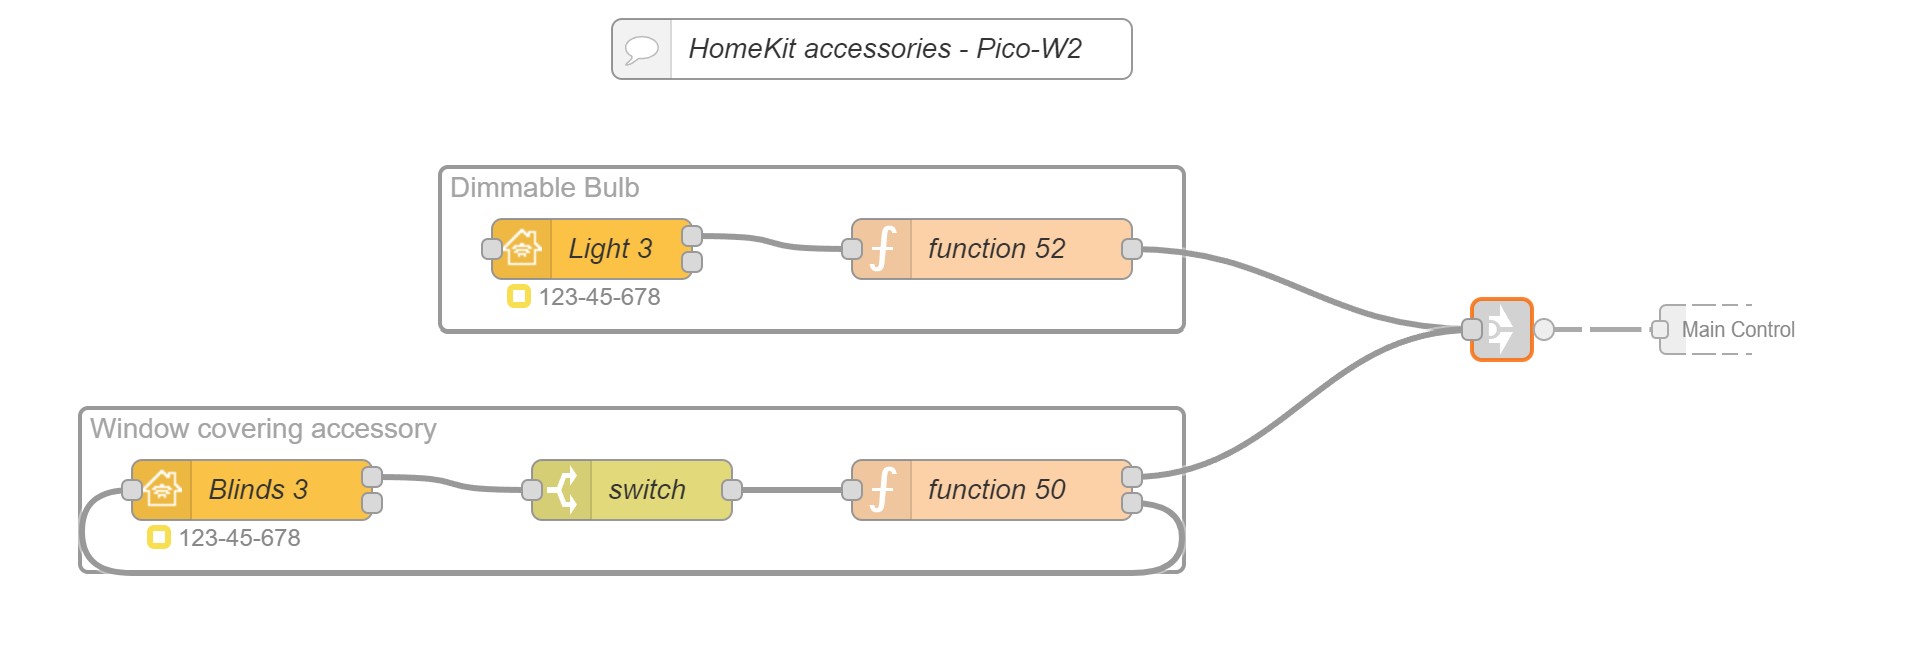 HomeKit accessories - Pico-W2
Dimmable Bulb
Light 3
function 52
123-45-678
Main Control
Window covering accessory
Blinds 3
switch
function 50
123-45-678